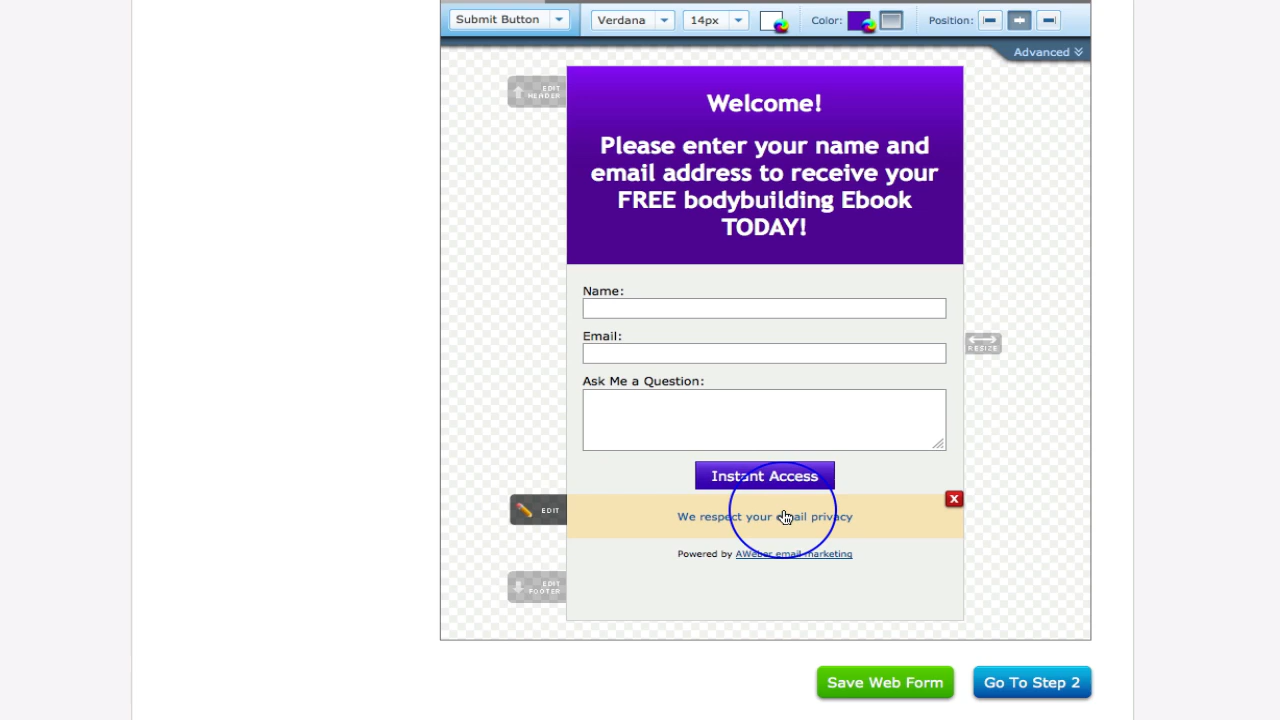 Submit Button Verdana 14px Color: Position:
Advanced
EDIT
HEADER
Welcome!
Please enter your name and
email address to receive your
FREE bodybuilding Ebook
TODAY!
Name:
Email:
RESIZE
Ask Me a Question:
Instant Access
X
EDIT
We respect your email privacy
Powered by AWeber email marketing
EDIT
FOOTER
Save Web Form Go To Step 2